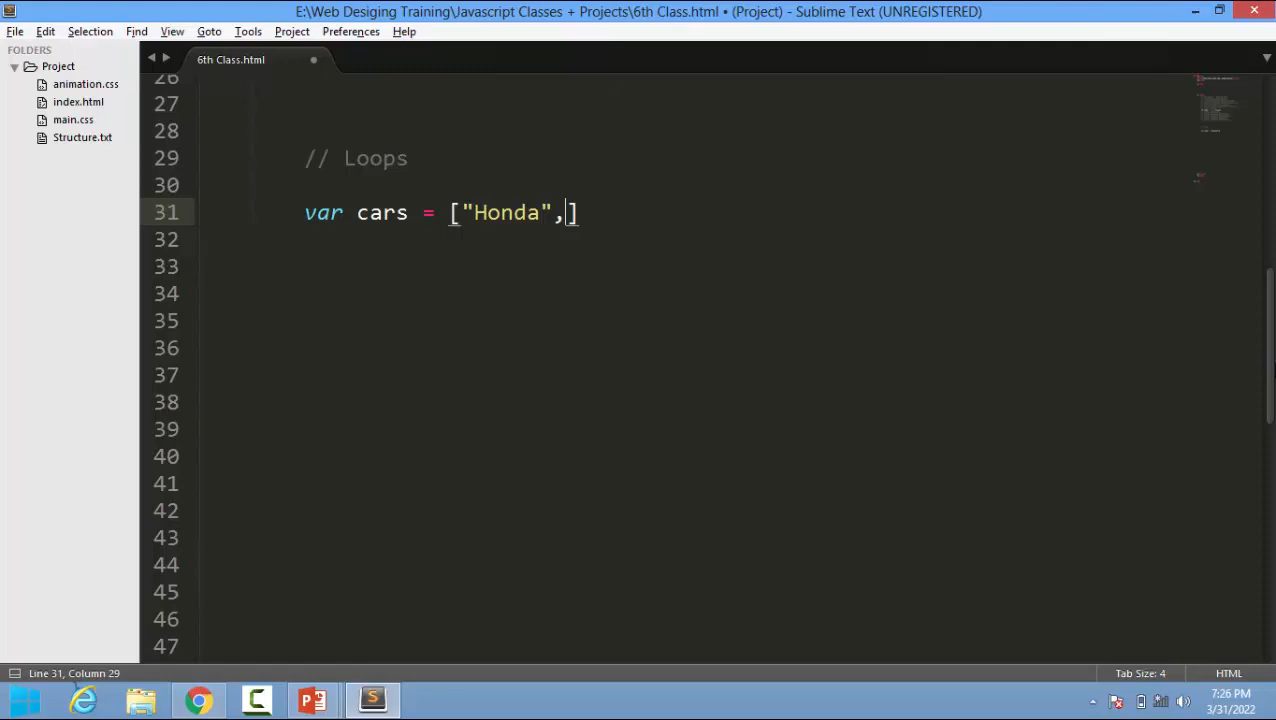 E:\Web Desiging Training\Javascript Classes + Projects\6th Class.html • (Project) - Sublime Text (UNREGISTERED)
File Edit Selection Find View Goto Tools Project Preferences Help
FOLDERS
Project
animation.css
index.html
main.css
Structure.txt
6th Class.html
26
27
28
29 // Loops
30
31 var cars = ["Honda",]
32
33
34
35
36
37
38
39
40
41
42
43
44
45
46
47
Line 31, Column 29 Tab Size: 4 HTML
7:26 PM
3/31/2022